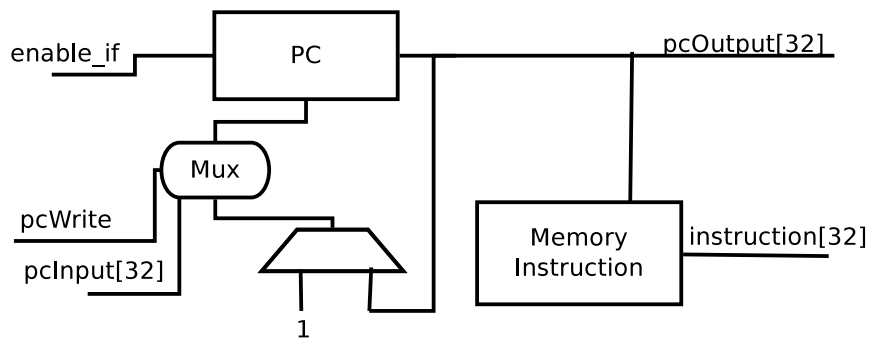 pcOutput[32]
enable_if
PC
Mux
pcWrite
pcInput[32]
1
Memory
Instruction
instruction[32]